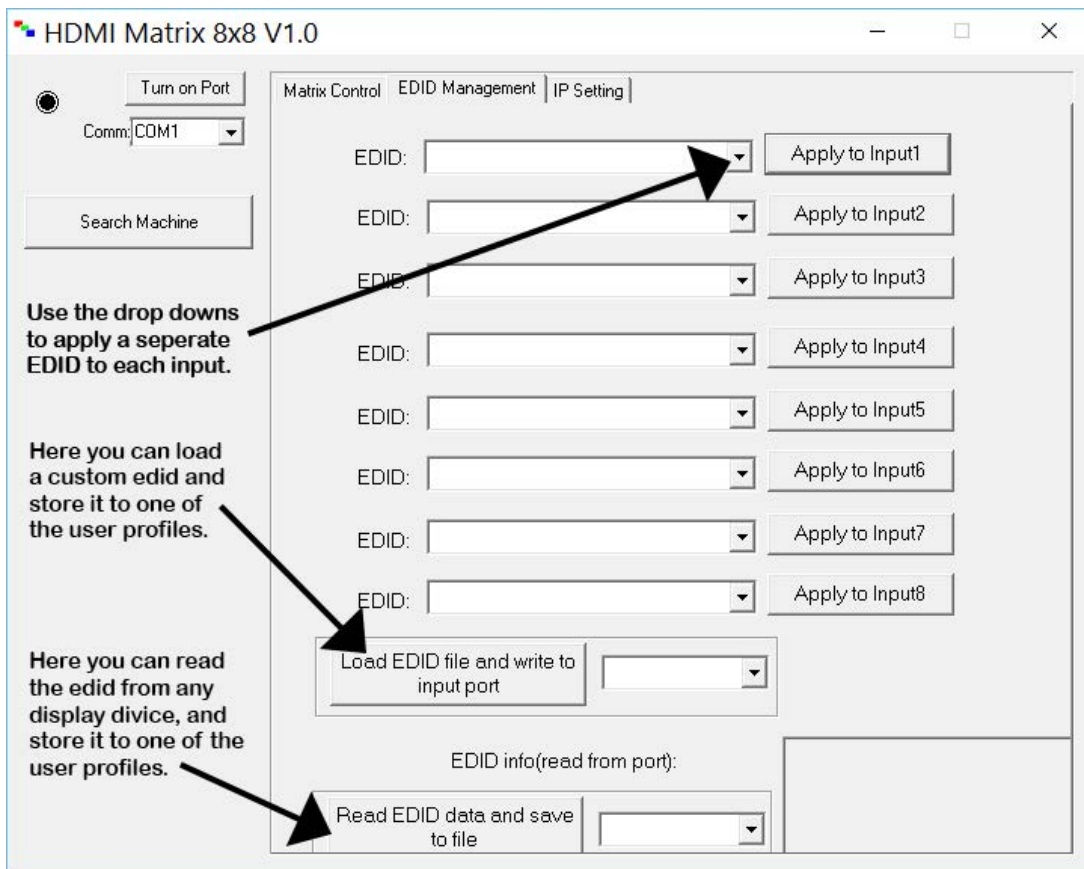 HDMI Matrix 8x8 V1.0
Turn on Port
Comm: COM1
Search Machine
Matrix Control EDID Management IP Setting
EDID: Apply to Input1
EDID: Apply to Input2
EDID: Apply to Input3
EDID: Apply to Input4
EDID: Apply to Input5
EDID: Apply to Input6
EDID: Apply to Input7
EDID: Apply to Input8
Use the drop downs
to apply a seperate
EDID to each input.
Here you can load
a custom edid and
store it to one of
the user profiles.
Load EDID file and write to
input port
Here you can read
the edid from any
display divice, and
store it to one of the
user profiles.
EDID info(read from port):
Read EDID data and save
to file